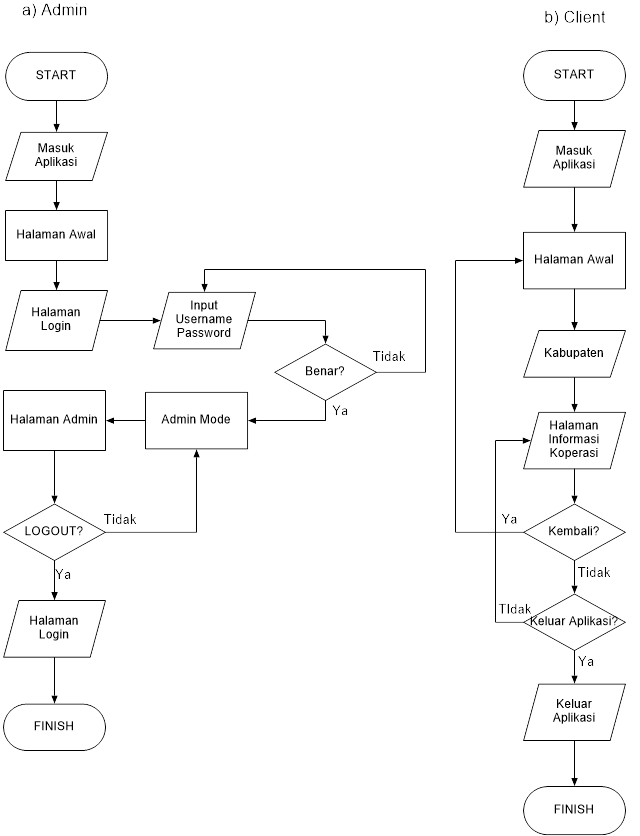 a) Admin
START
Masuk
Aplikasi
Halaman Awal
Halaman
Login
Input
Username
Password
Benar?
Tidak
Ya
Admin Mode
Halaman Admin
LOGOUT?
Tidak
Ya
Halaman
Login
FINISH
b) Client
START
Masuk
Aplikasi
Halaman Awal
Kabupaten
Halaman
Informasi
Koperasi
Kembali?
Ya
Tidak
Keluar Aplikasi?
TIdak
Ya
Keluar
Aplikasi
FINISH